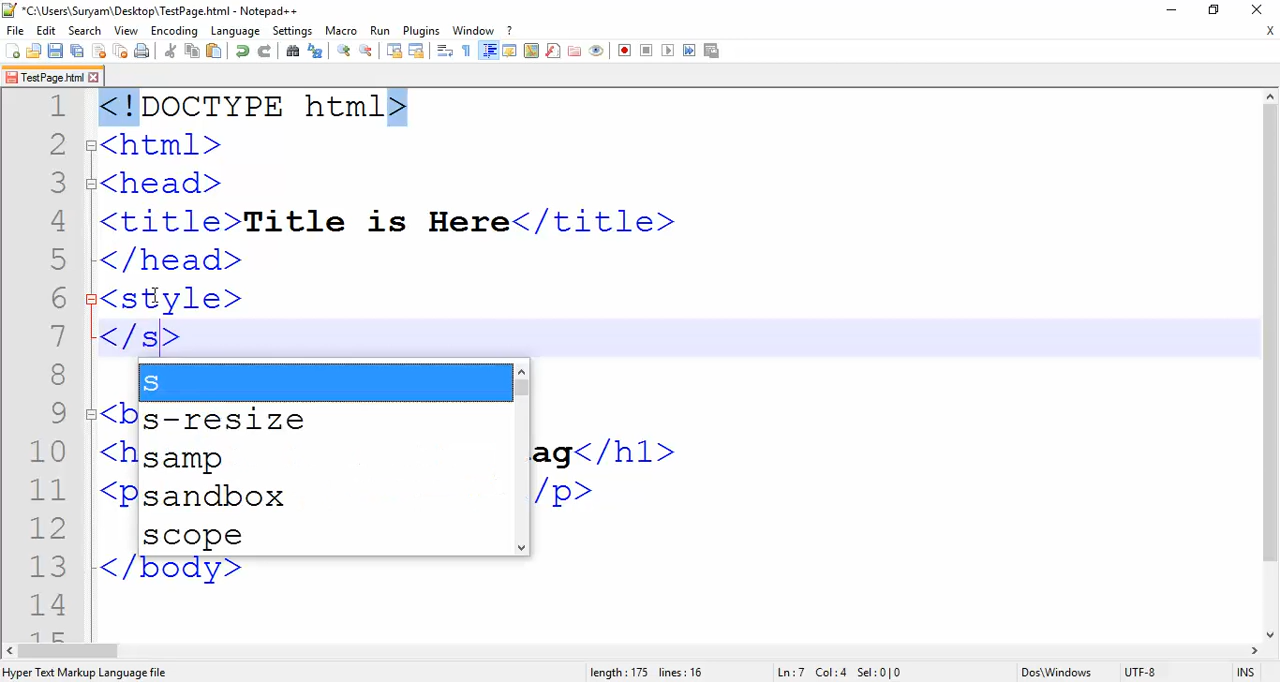 *C:\Users\Suryam\Desktop\TestPage.html - Notepad++
File Edit Search View Encoding Language Settings Macro Run Plugins Window ? X
TestPage.html
1 <!DOCTYPE html>
2 <html>
3 <head>
4 <title>Title is Here</title>
5 </head>
6 <style>
7 </s>
s
8
s-resize
9 <b
samp
10 <h ag</h1>
sandbox
11 <p /p>
scope
12
13 </body>
14
15
Hyper Text Markup Language file length : 175 lines : 16 Ln : 7 Col : 4 Sel : 0 | 0 Dos\Windows UTF-8 INS